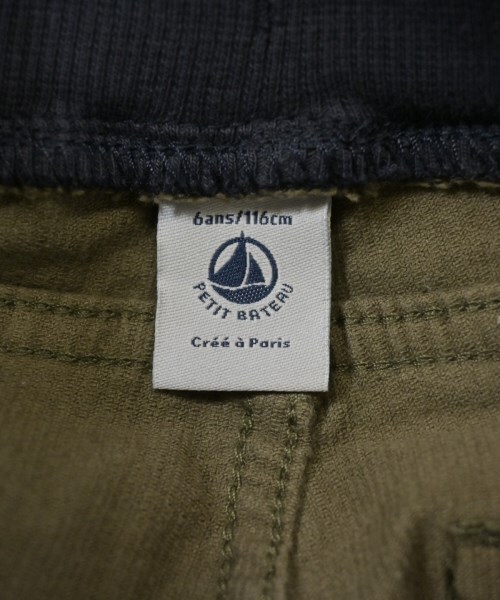 6ans/116cm
PETIT BATEAU
Créé à Paris